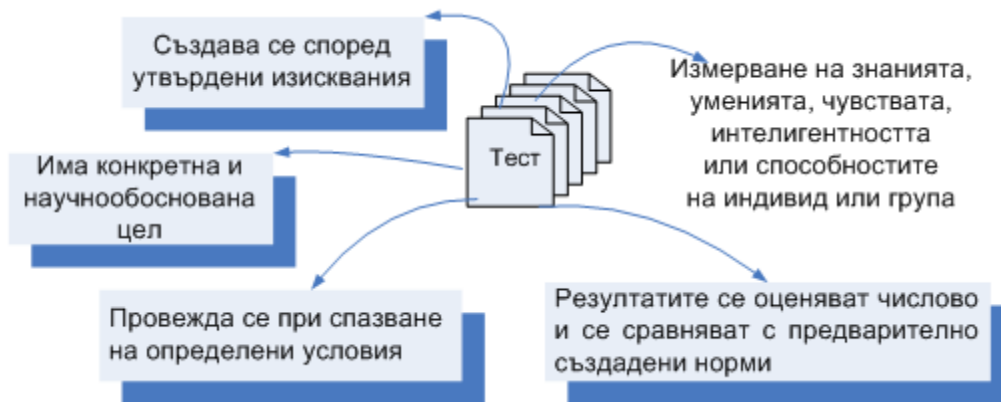 Създава се според
утвърдени изисквания
Измерване на знанията,
уменията, чувствата,
интелигентността
или способностите
на индивид или група
Тест
Има конкретна и
научнообоснована
цел
Провежда се при спазване
на определени условия
Резултатите се оценяват числово
и се сравняват с предварително
създадени норми